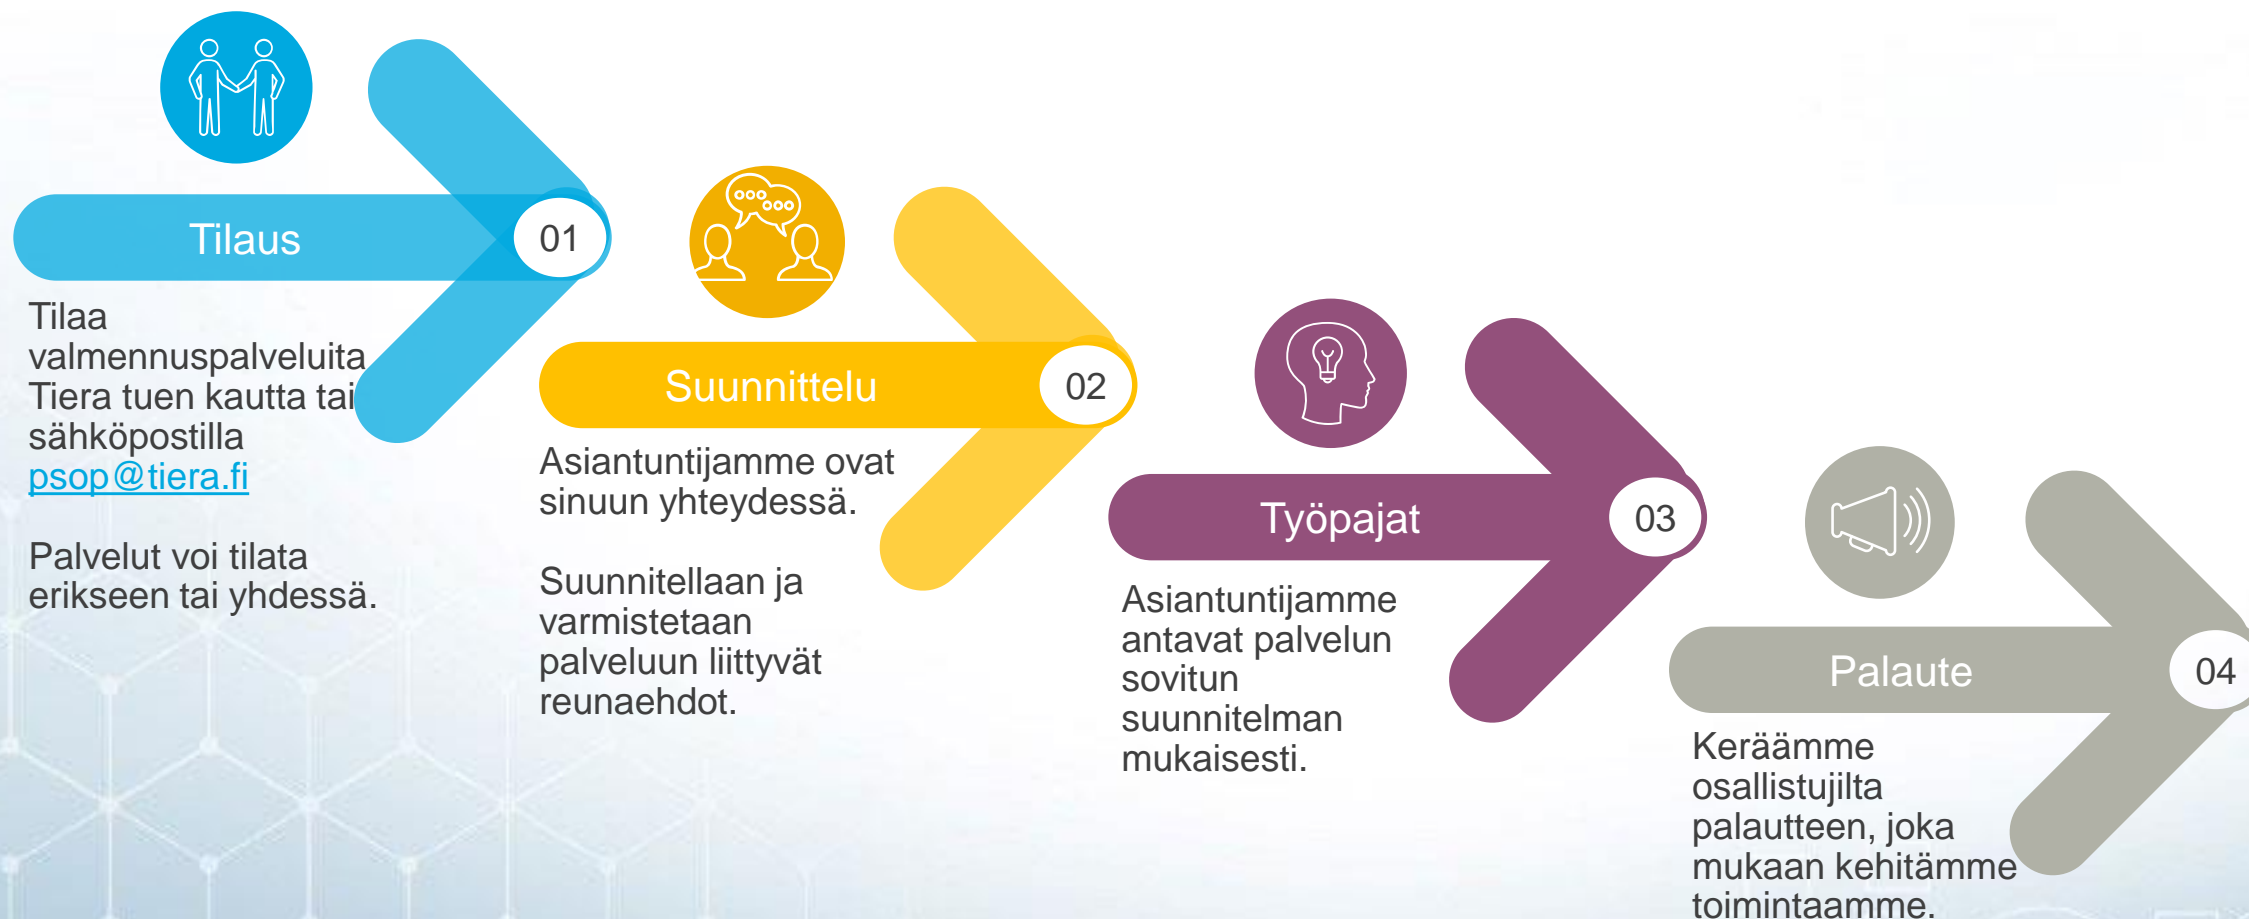 Tilaus
01
Tilaa
valmennuspalveluita
Tiera tuen kautta tai
sähköpostilla
psop@tiera.fi
Palvelut voi tilata
erikseen tai yhdessä.
Suunnittelu
02
Asiantuntijamme ovat
sinuun yhteydessä.
Suunnitellaan ja
varmistetaan
palveluun liittyvät
reunaehdot.
Työpajat
03
Asiantuntijamme
antavat palvelun
sovitun
suunnitelman
mukaisesti.
Palaute
04
Keräämme
osallistujilta
palautteen, joka
mukaan kehitämme
toimintaamme.